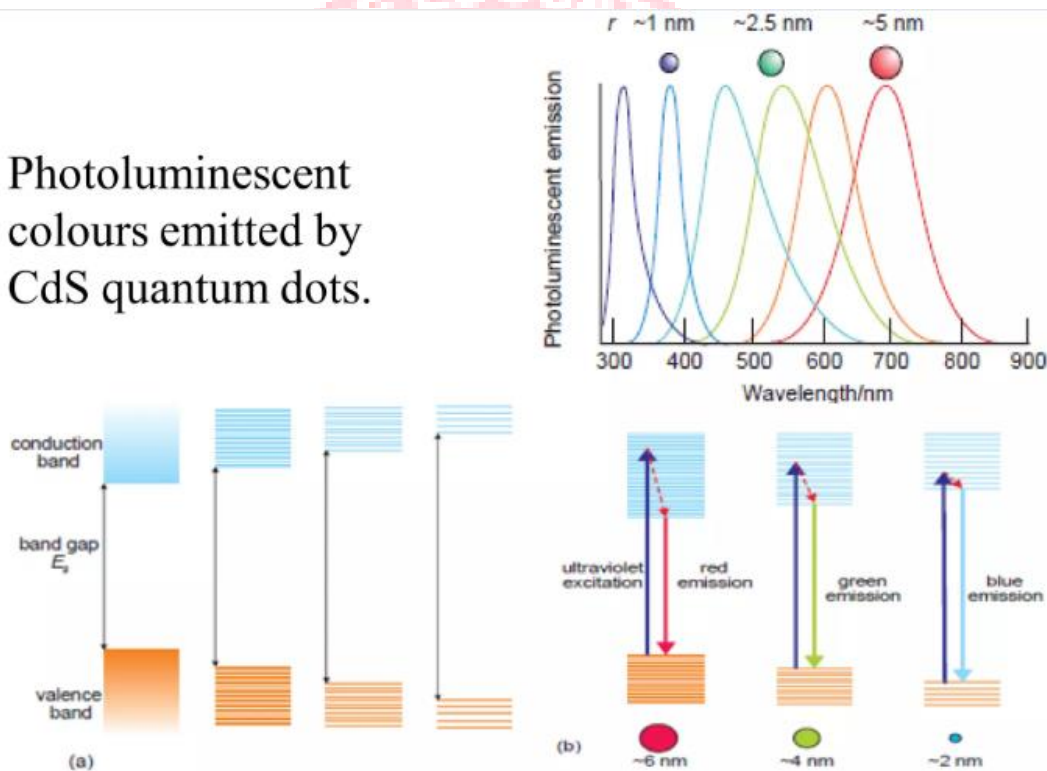 Photoluminescent
colours emitted by
CdS quantum dots.
r ~1 nm ~2.5 nm ~5 nm
Photoluminescent emission
300 400 500 600 700 800 900
Wavelength/nm
conduction
band
band gap
Eg
valence
band
(a)
ultraviolet
excitation
red
emission
green
emission
blue
emission
(b)
~6 nm ~4 nm ~2 nm